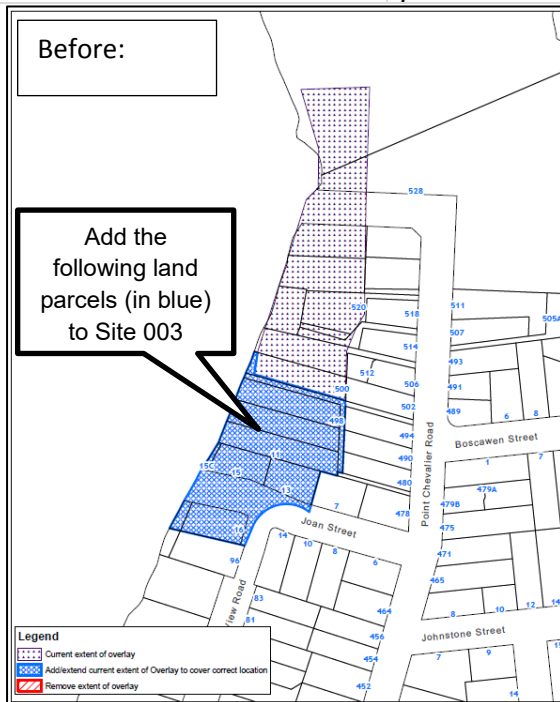 Before:
528
Add the
following land
parcels (in blue)
to Site 003
520
518
511
505A
507
514
493
512
506
491
500
502
489
6
8
498
494
Boscawen Street
490
11
1
7
15C
15
480
479A
13
7
478
479B
Point Chevalier Road
475
16
Joan Street
14
10
8
6
471
96
465
View Road
83
464
8
10
12
14
81
456
Johnstone Street
454
7
9
452
14
Legend
Current extent of overlay
Add/extend current extent of Overlay to cover correct location
Remove extent of overlay